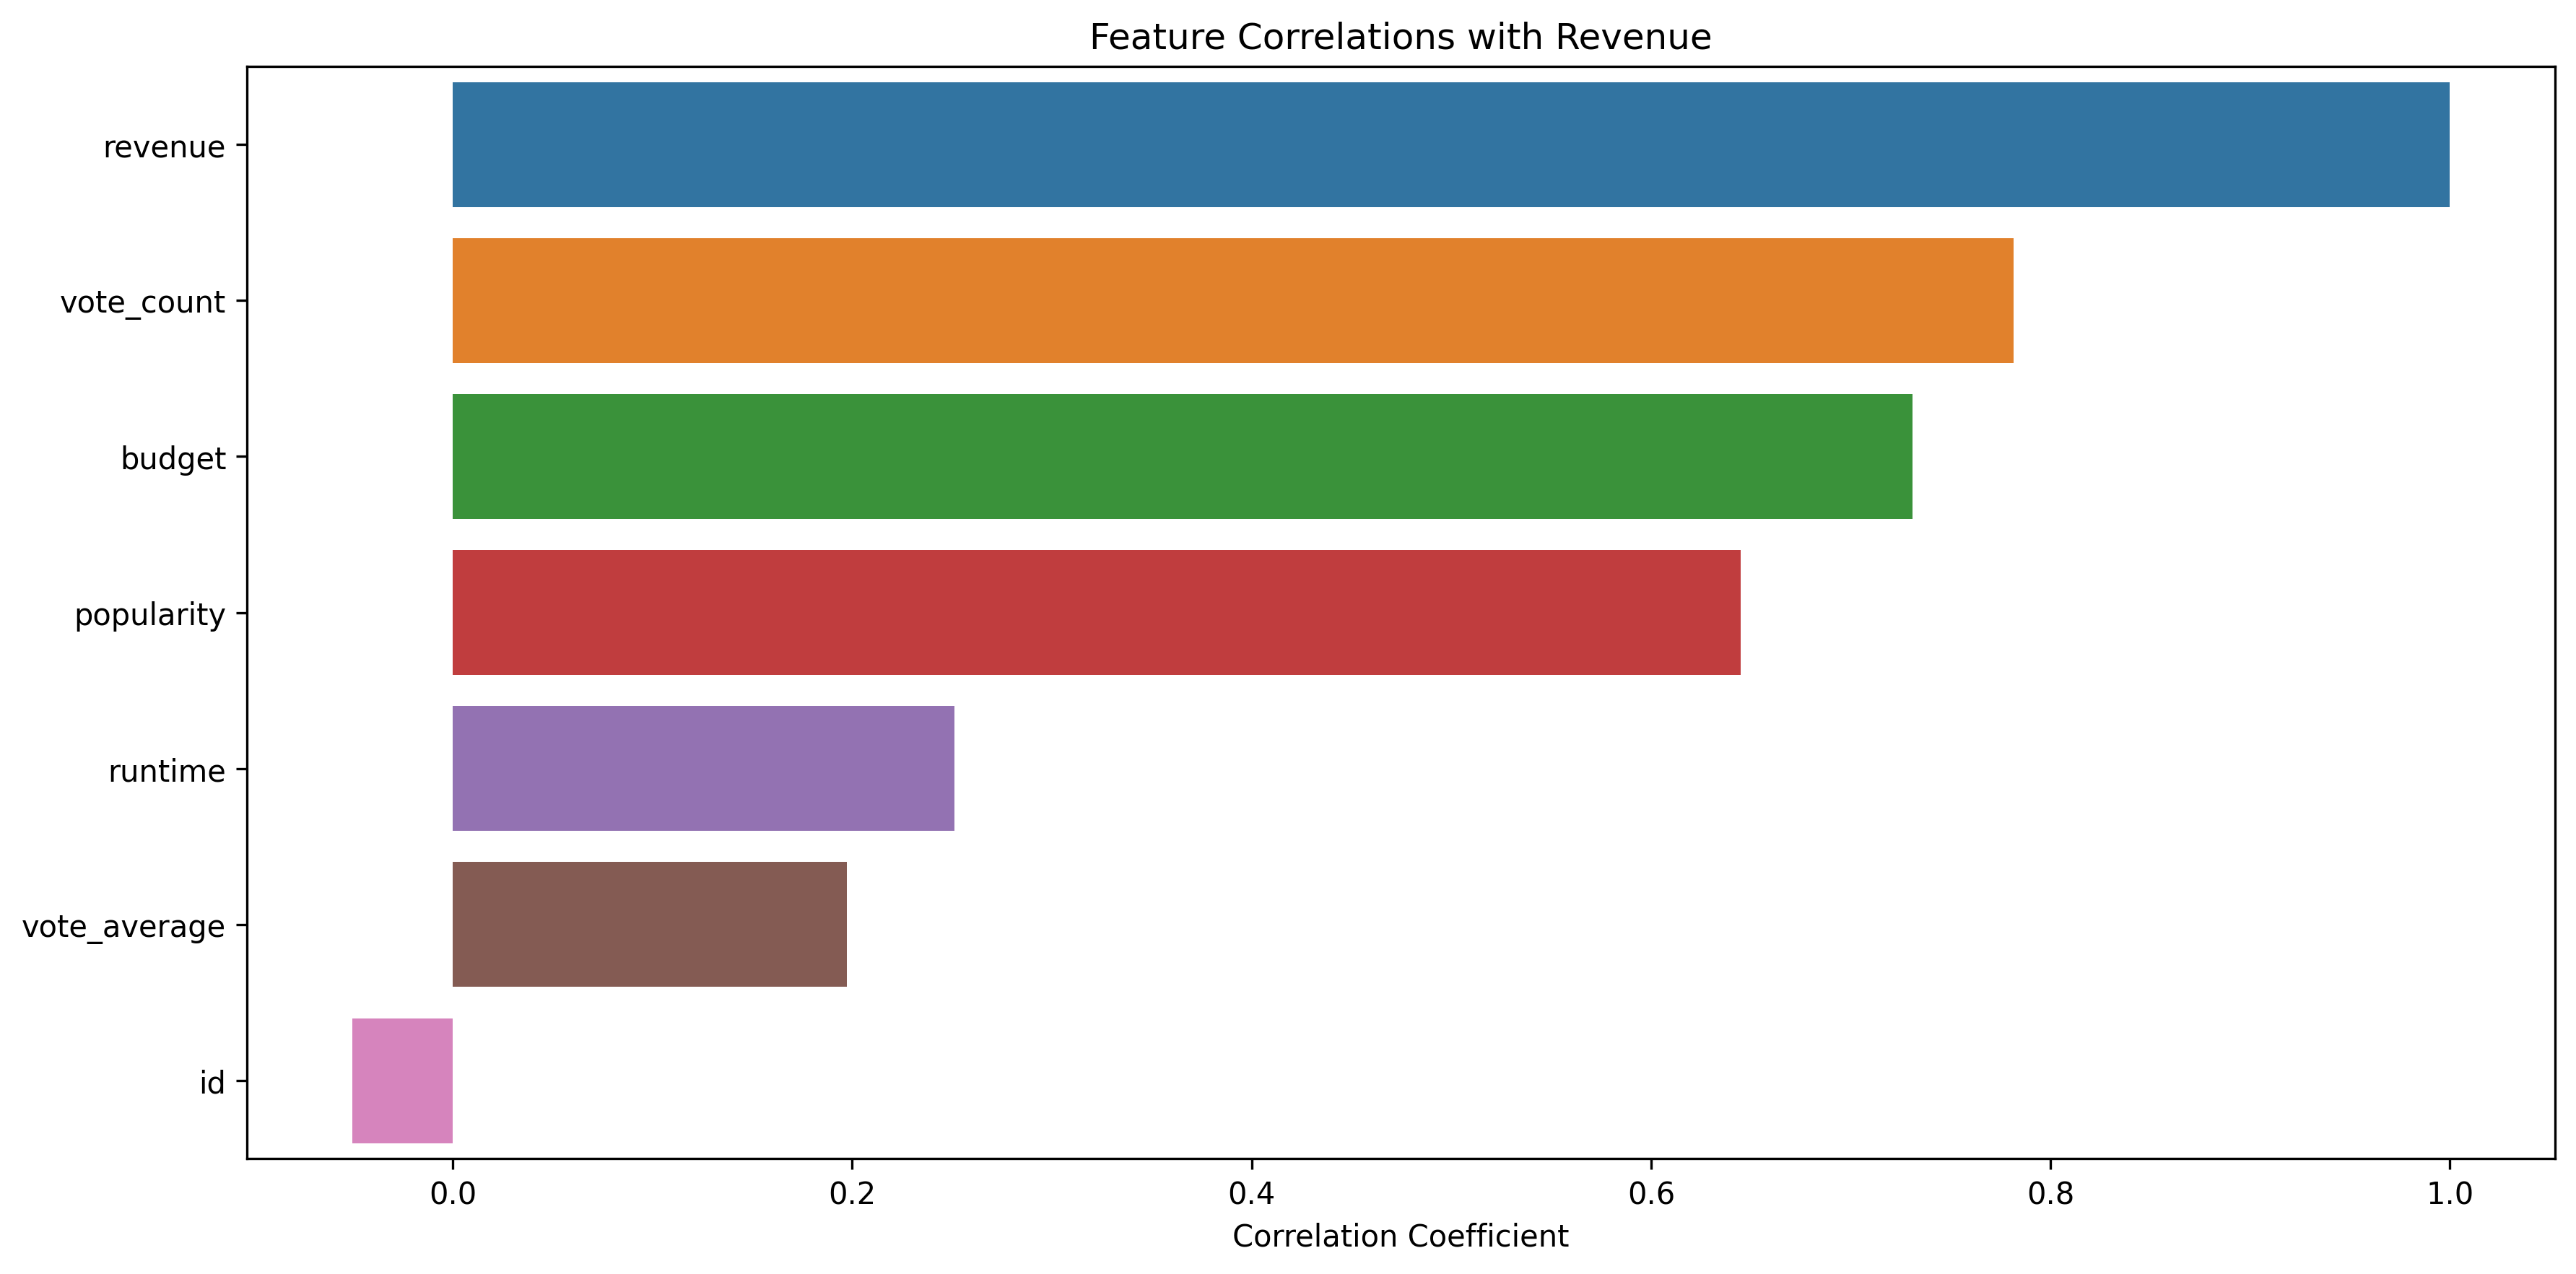 Feature Correlations with Revenue
revenue
vote_count
budget
popularity
runtime
vote_average
id
0.0 0.2 0.4 0.6 0.8 1.0
Correlation Coefficient